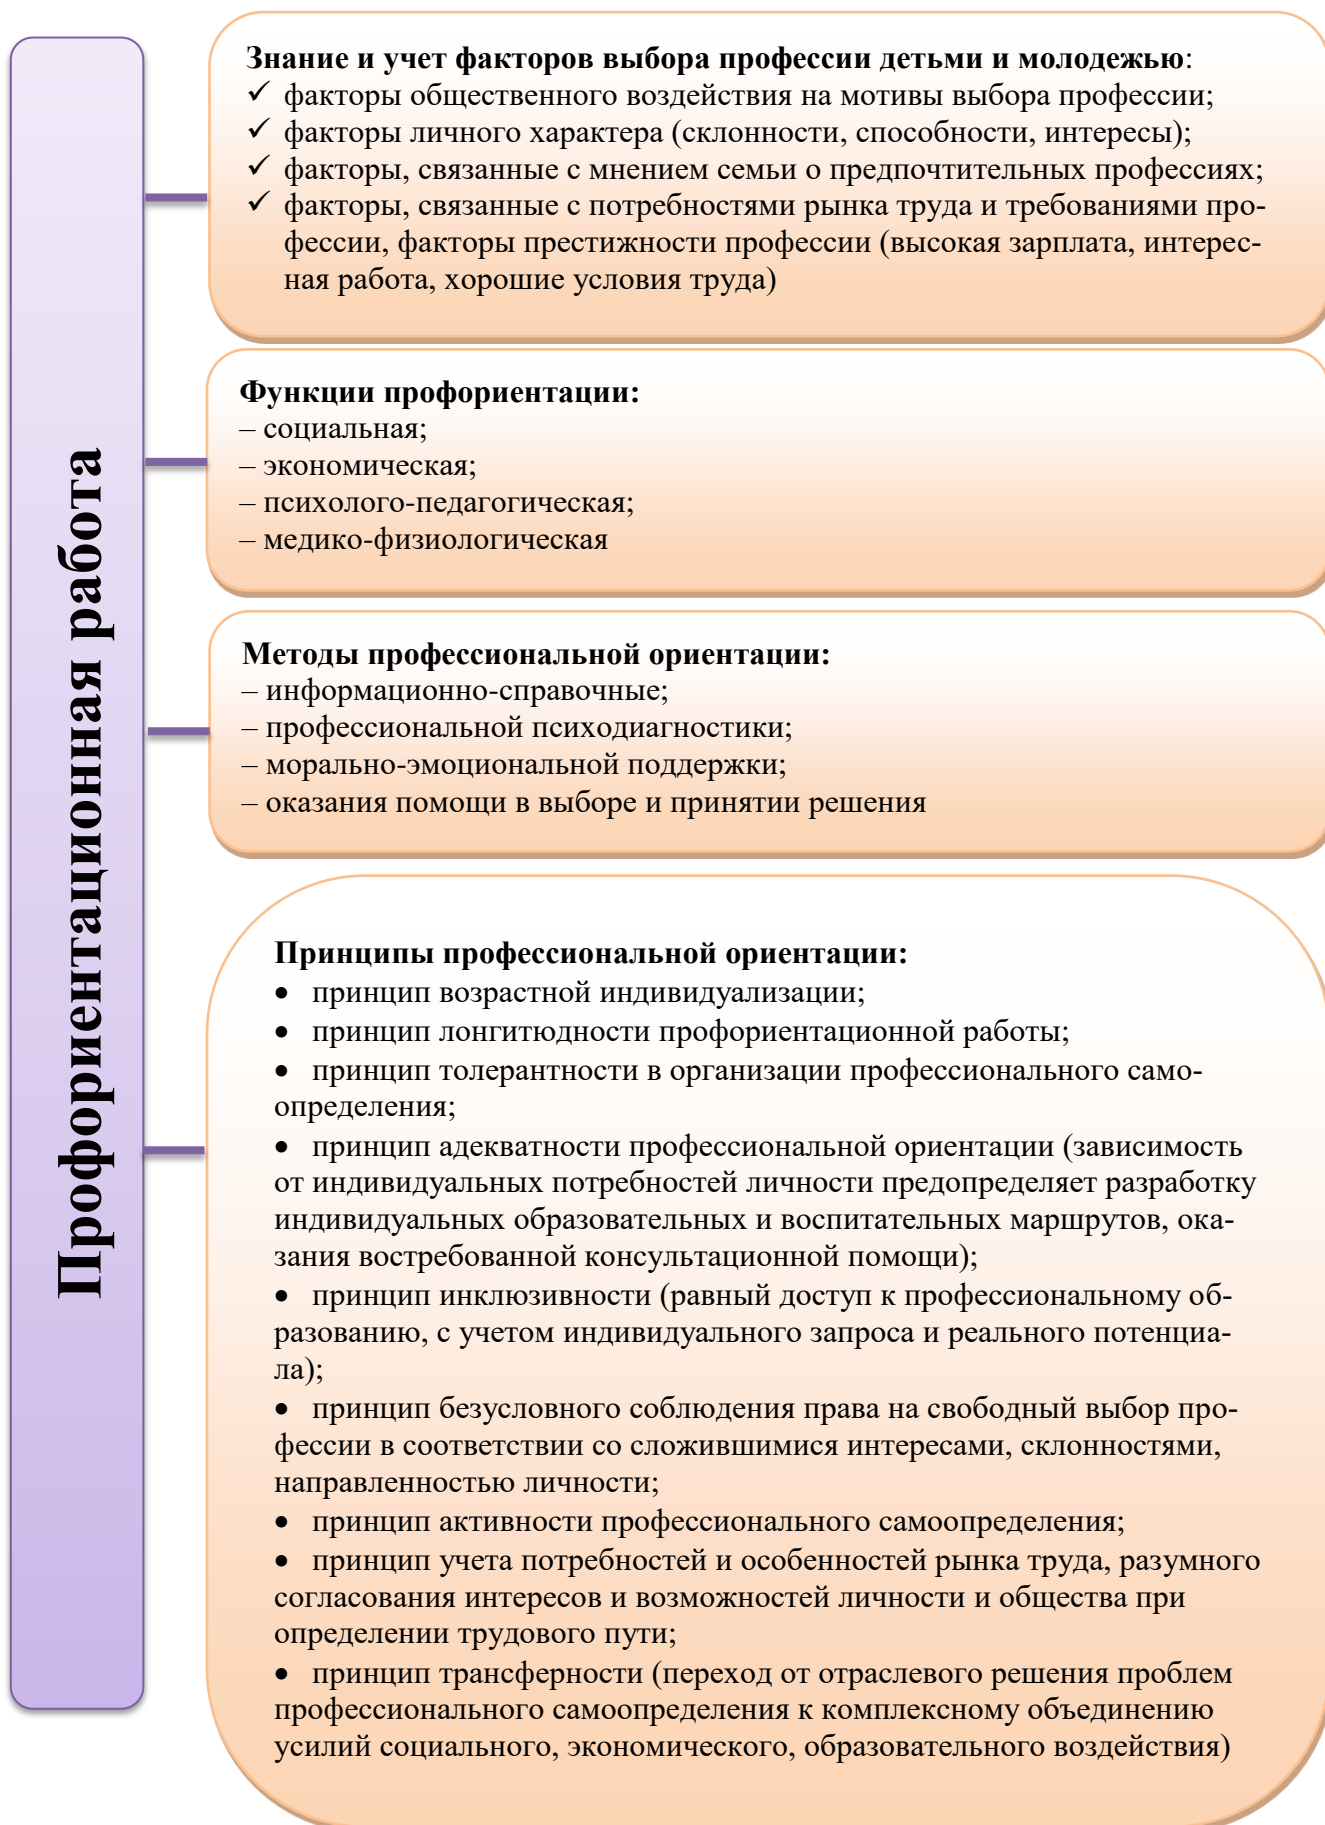 Профориентационная работа
Знание и учет факторов выбора профессии детьми и молодежью:
✓ факторы общественного воздействия на мотивы выбора профессии;
✓ факторы личного характера (склонности, способности, интересы);
✓ факторы, связанные с мнением семьи о предпочтительных профессиях;
✓ факторы, связанные с потребностями рынка труда и требованиями про-
фессии, факторы престижности профессии (высокая зарплата, интерес-
ная работа, хорошие условия труда)
Функции профориентации:
– социальная;
– экономическая;
– психолого-педагогическая;
– медико-физиологическая
Методы профессиональной ориентации:
– информационно-справочные;
– профессиональной психодиагностики;
– морально-эмоциональной поддержки;
– оказания помощи в выборе и принятии решения
Принципы профессиональной ориентации:
• принцип возрастной индивидуализации;
• принцип лонгитюдности профориентационной работы;
• принцип толерантности в организации профессионального само-
определения;
• принцип адекватности профессиональной ориентации (зависимость
от индивидуальных потребностей личности предопределяет разработку
индивидуальных образовательных и воспитательных маршрутов, ока-
зания востребованной консультационной помощи);
• принцип инклюзивности (равный доступ к профессиональному об-
разованию, с учетом индивидуального запроса и реального потенциа-
ла);
• принцип безусловного соблюдения права на свободный выбор про-
фессии в соответствии со сложившимися интересами, склонностями,
направленностью личности;
• принцип активности профессионального самоопределения;
• принцип учета потребностей и особенностей рынка труда, разумного
согласования интересов и возможностей личности и общества при
определении трудового пути;
• принцип трансферности (переход от отраслевого решения проблем
профессионального самоопределения к комплексному объединению
усилий социального, экономического, образовательного воздействия)